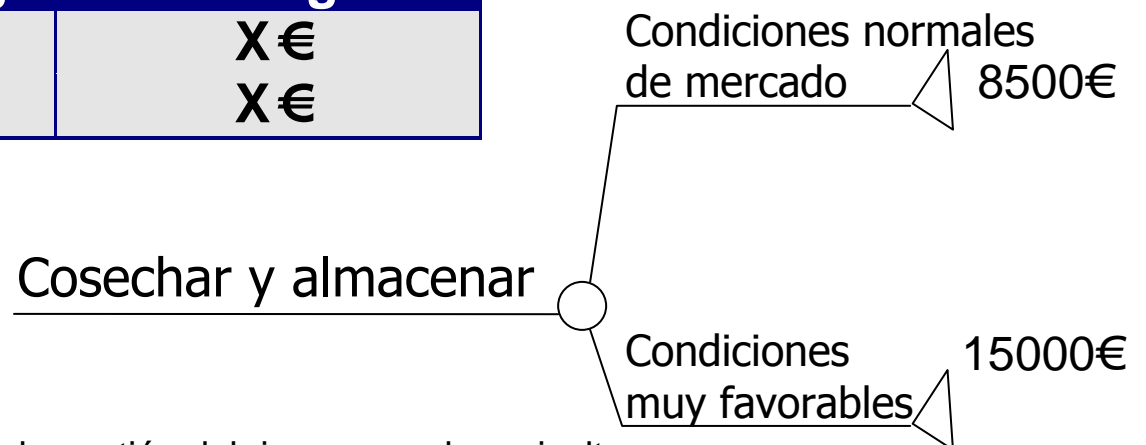 X €
X €
Condiciones normales
de mercado
8500€
Cosechar y almacenar
Condiciones
muy favorables
15000€